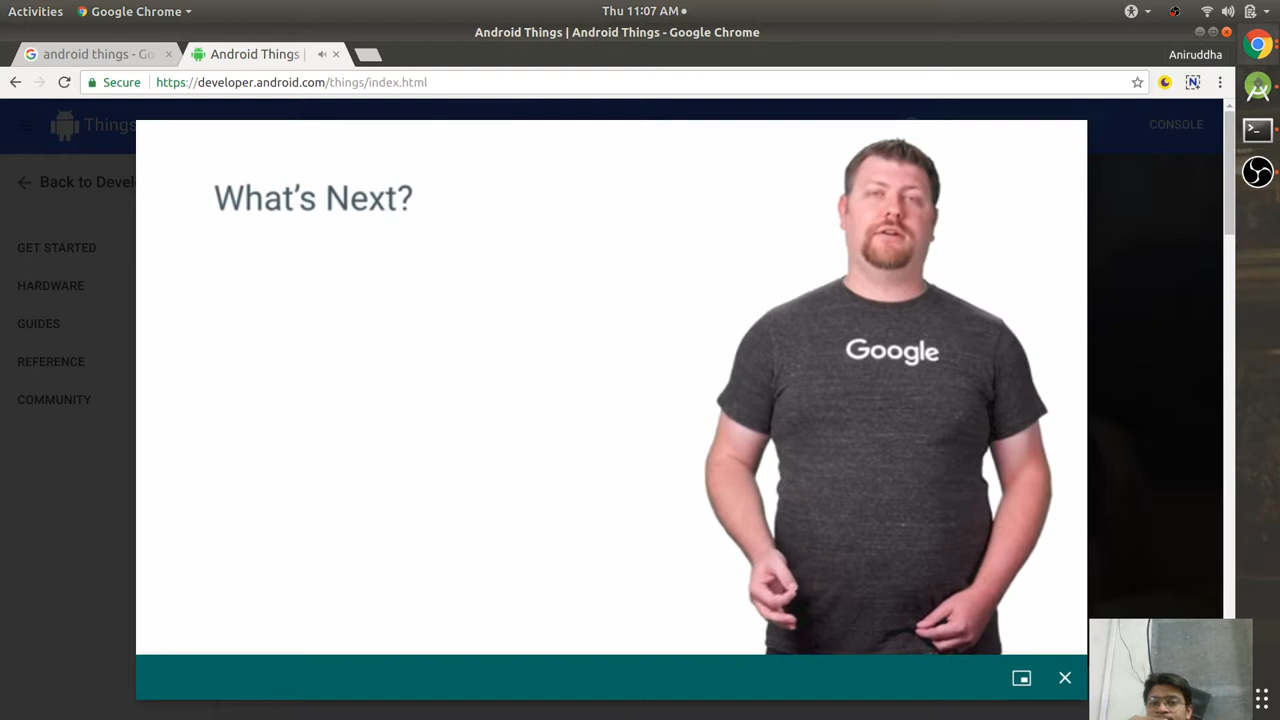 Activities
Google Chrome
Thu 11:07 AM
Android Things | Android Things - Google Chrome
android things - Go
Android Things |
Aniruddha
Secure
https://developer.android.com/things/index.html
Things
CONSOLE
Back to Develo
GET STARTED
HARDWARE
GUIDES
REFERENCE
COMMUNITY
What's Next?
Google